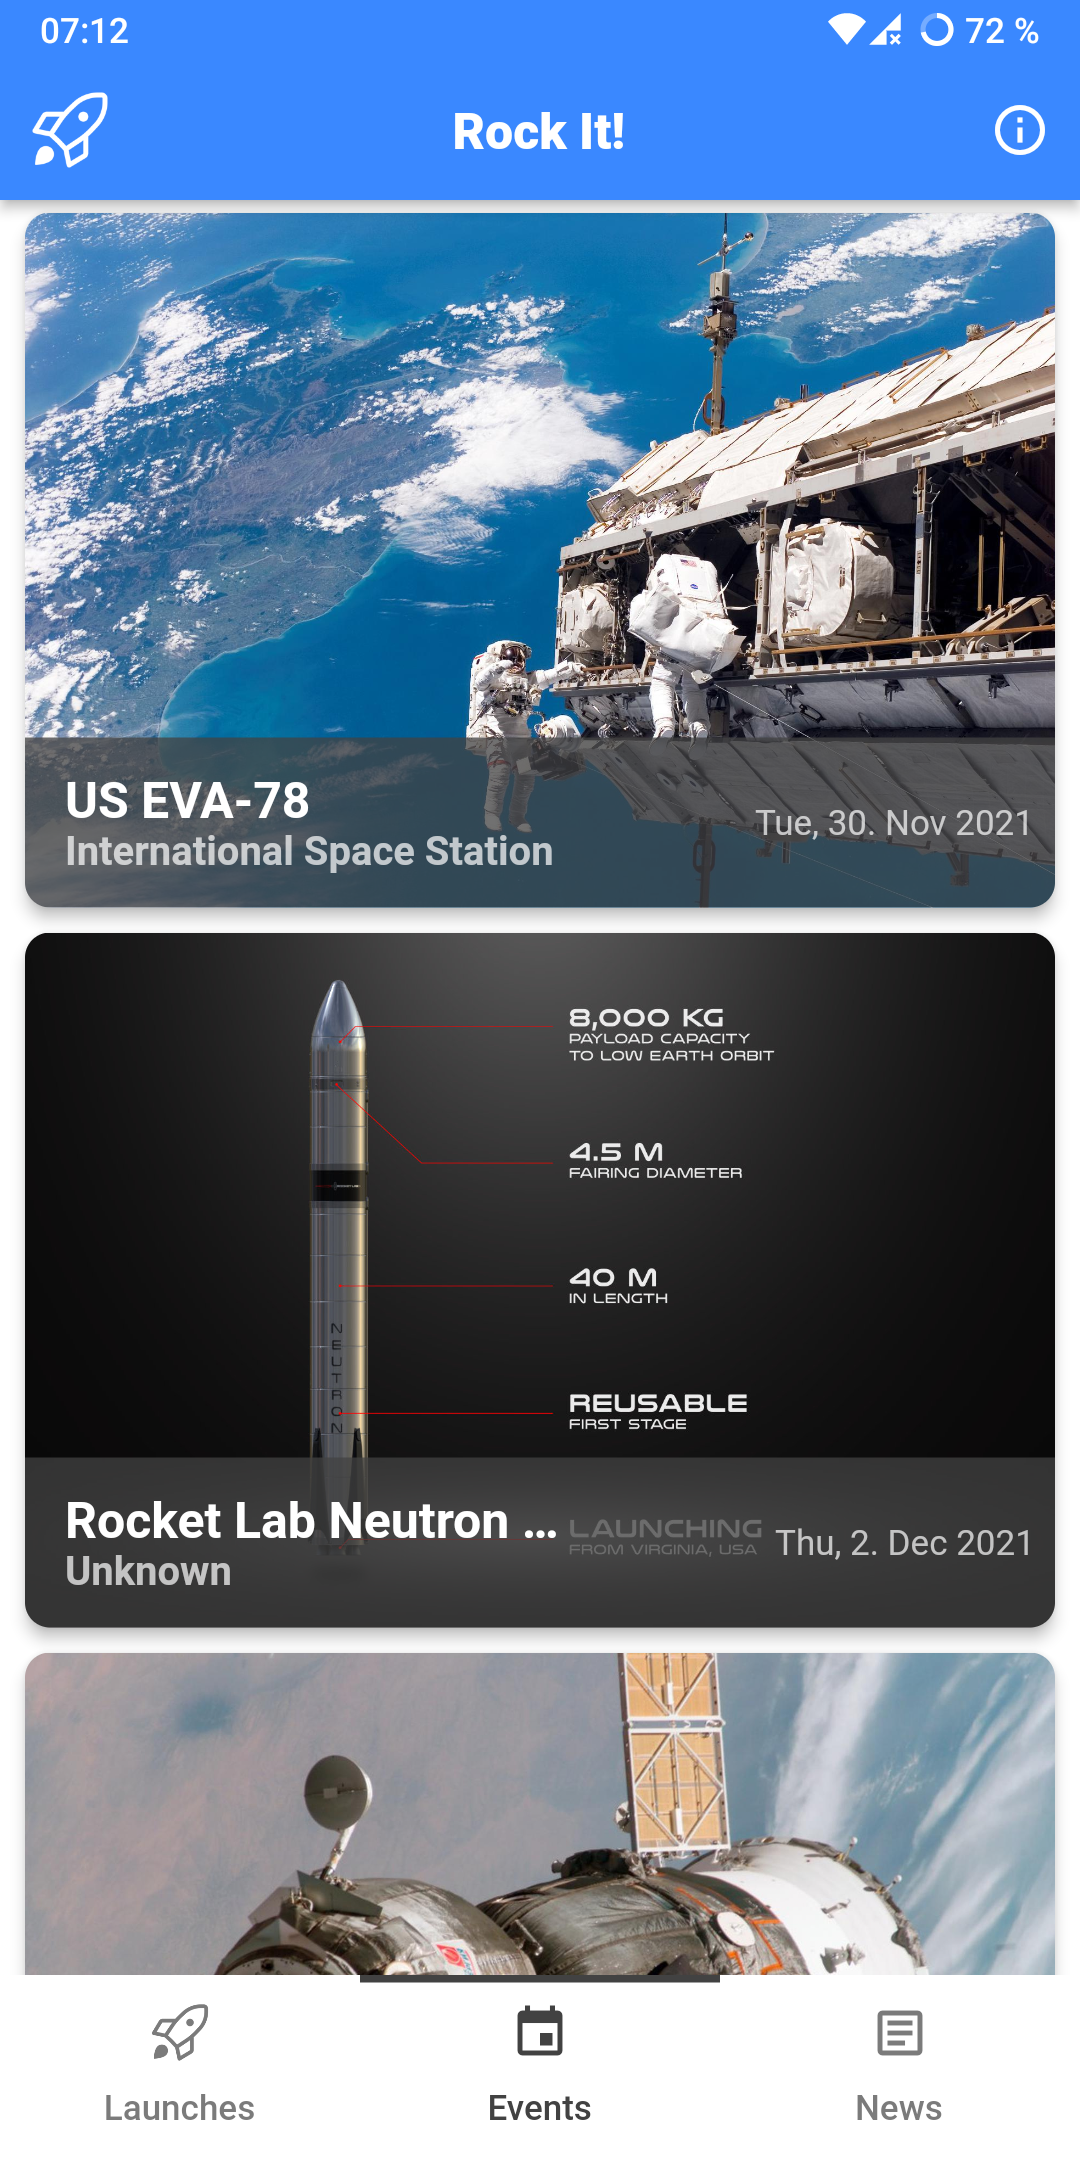 07:12
72 %
Rock It!
US EVA-78
International Space Station
Tue, 30. Nov 2021
8,000 KG
PAYLOAD CAPACITY
TO LOW EARTH ORBIT
4.5 M
FAIRING DIAMETER
40 M
IN LENGTH
NEUTRON
REUSABLE
FIRST STAGE
LAUNCHING
FROM VIRGINIA, USA
Rocket Lab Neutron ...
Unknown
Thu, 2. Dec 2021
Launches
Events
News